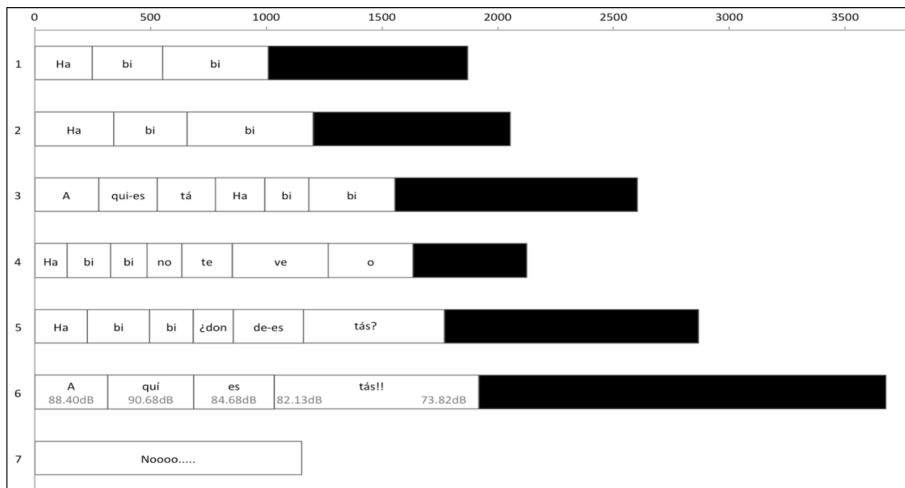 0 500 1000 1500 2000 2500 3000 3500
1 Ha bi bi
2 Ha bi bi
3 A qui-es tá Ha bi bi
4 Ha bi bi no te ve o
5 Ha bi bi ¿don de-es tás?
6 A quí es tás!!
88.40dB 90.68dB 84.68dB 82.13dB 73.82dB
7 Noooo.....